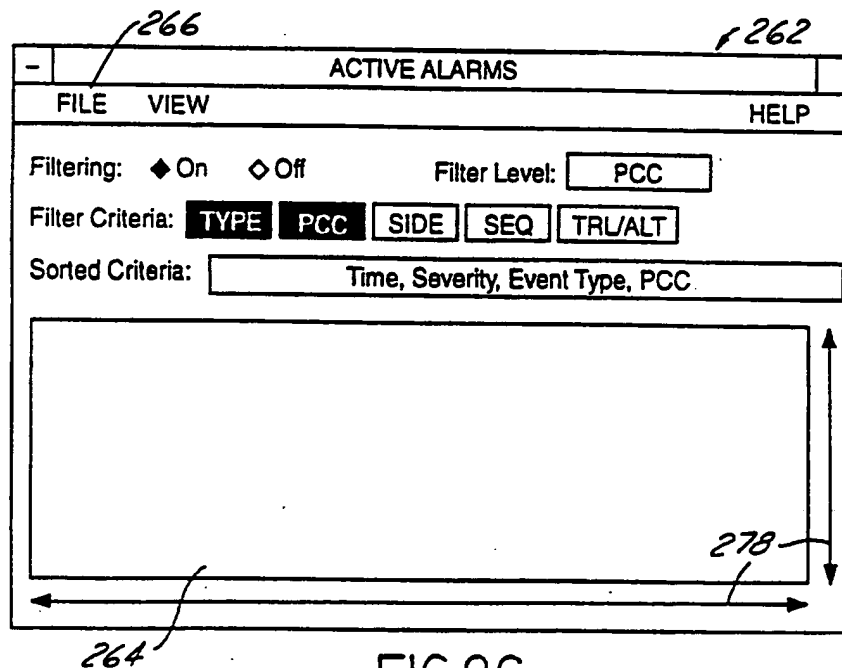 266
262
-
ACTIVE ALARMS
FILE VIEW HELP
Filtering: On Off Filter Level: PCC
Filter Criteria: TYPE PCC SIDE SEQ TRL/ALT
Sorted Criteria: Time, Severity, Event Type, PCC
278
264